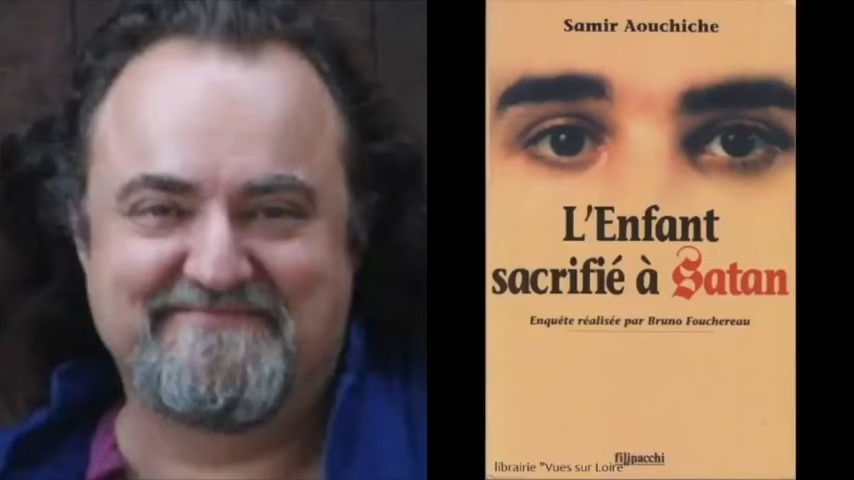 Samir Aouchiche
L'Enfant
sacrifié à Satan
Enquête réalisée par Bruno Fouchereau
filipacchi
librairie "Vues sur Loire"